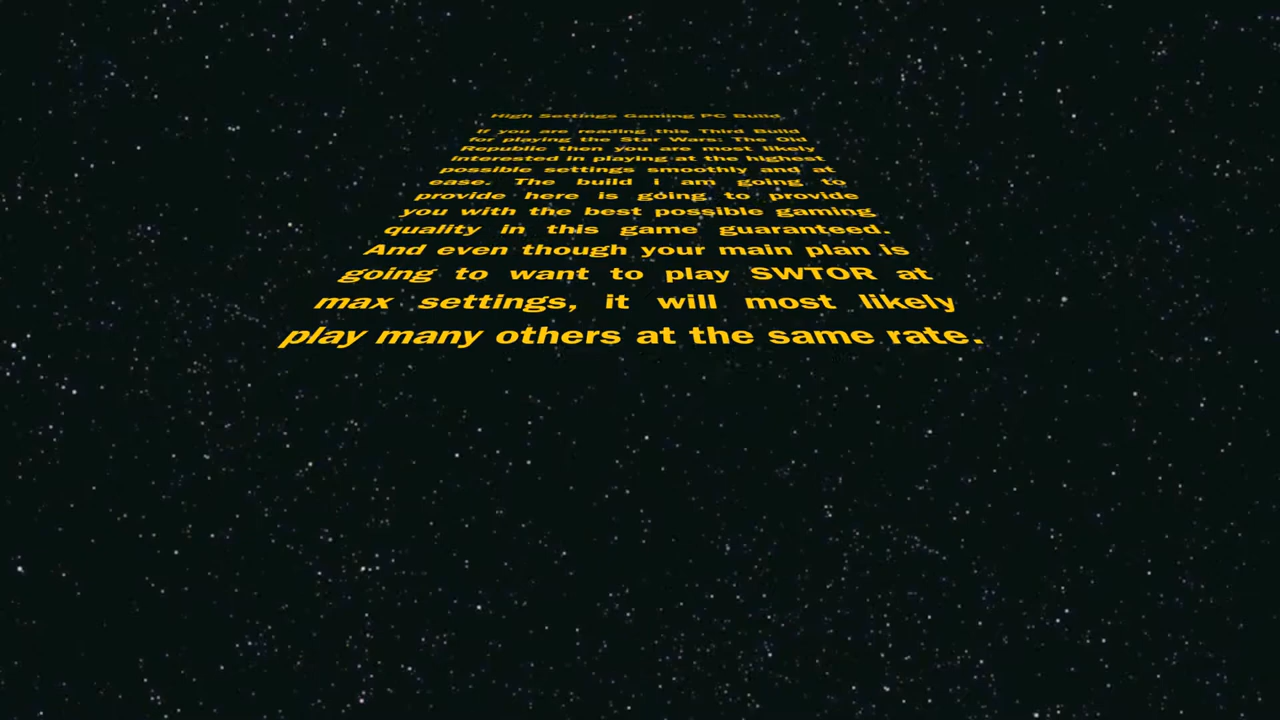 High Settings Gaming PC Build
If you are reading this Third Build
for playing the Star Wars: The Old
Republic then you are most likely
interested in playing at the highest
possible settings smoothly and at
ease. The build i am going to
provide here is going to provide
you with the best possible gaming
quality in this game guaranteed.
And even though your main plan is
going to want to play SWTOR at
max settings, it will most likely
play many others at the same rate.